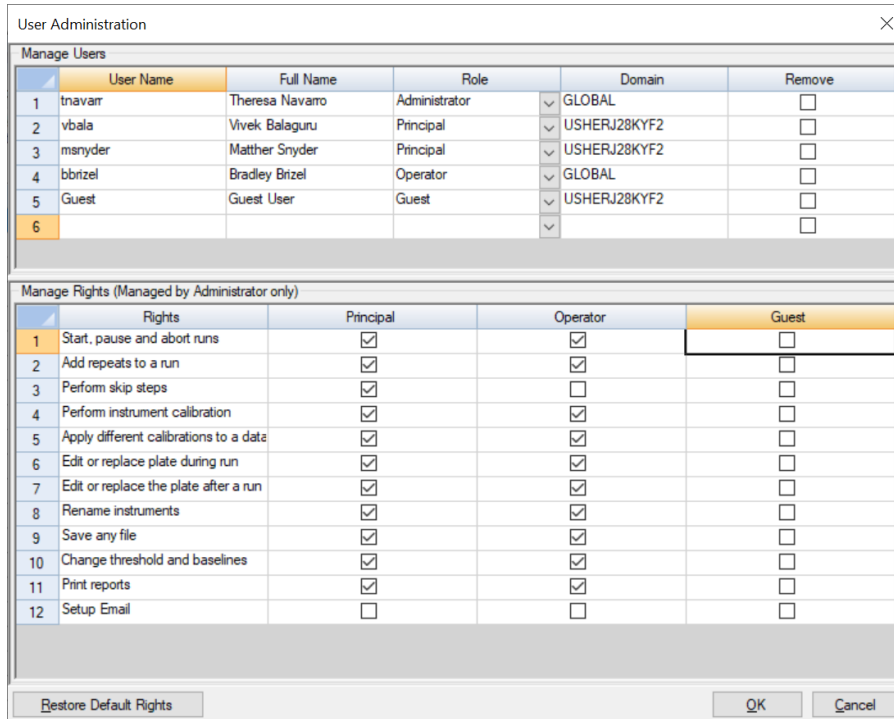 User Administration
Manage Users
User Name Full Name Role Domain Remove
1 tnavarr Theresa Navarro Administrator GLOBAL
2 vbala Vivek Balaguru Principal USHERJ28KYF2
3 msnyder Matther Snyder Principal USHERJ28KYF2
4 bbrizel Bradley Brizel Operator GLOBAL
5 Guest Guest User Guest USHERJ28KYF2
6
Manage Rights (Managed by Administrator only)
Rights Principal Operator Guest
1 Start, pause and abort runs
2 Add repeats to a run
3 Perform skip steps
4 Perform instrument calibration
5 Apply different calibrations to a data
6 Edit or replace plate during run
7 Edit or replace the plate after a run
8 Rename instruments
9 Save any file
10 Change threshold and baselines
11 Print reports
12 Setup Email
Restore Default Rights OK Cancel